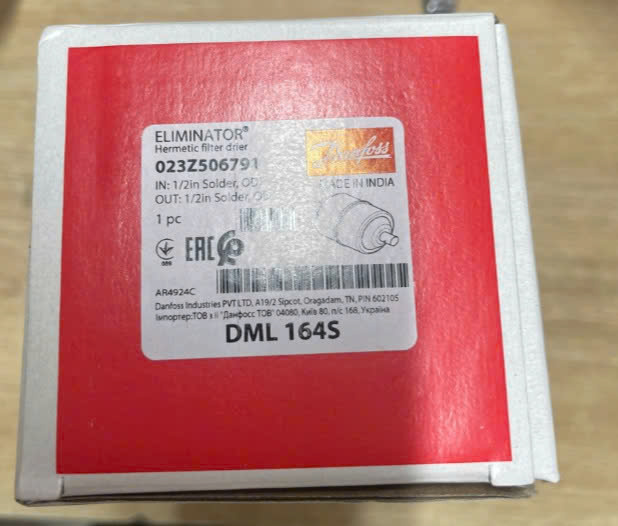 ELIMINATOR®
Hermetic filter drier
023Z506791
IN: 1/2in Solder, OD
OUT: 1/2in Solder, OD
1 pc
Danfoss
MADE IN INDIA
EAC
AR4924C
Danfoss Industries PVT LTD, A19/2 Sipcot, Oragadam, TN, PIN 602105
Імпортер:ТОВ з іі "Данфосс ТОВ" 04080, Київ 80, п/с 168, Україна
DML 164S